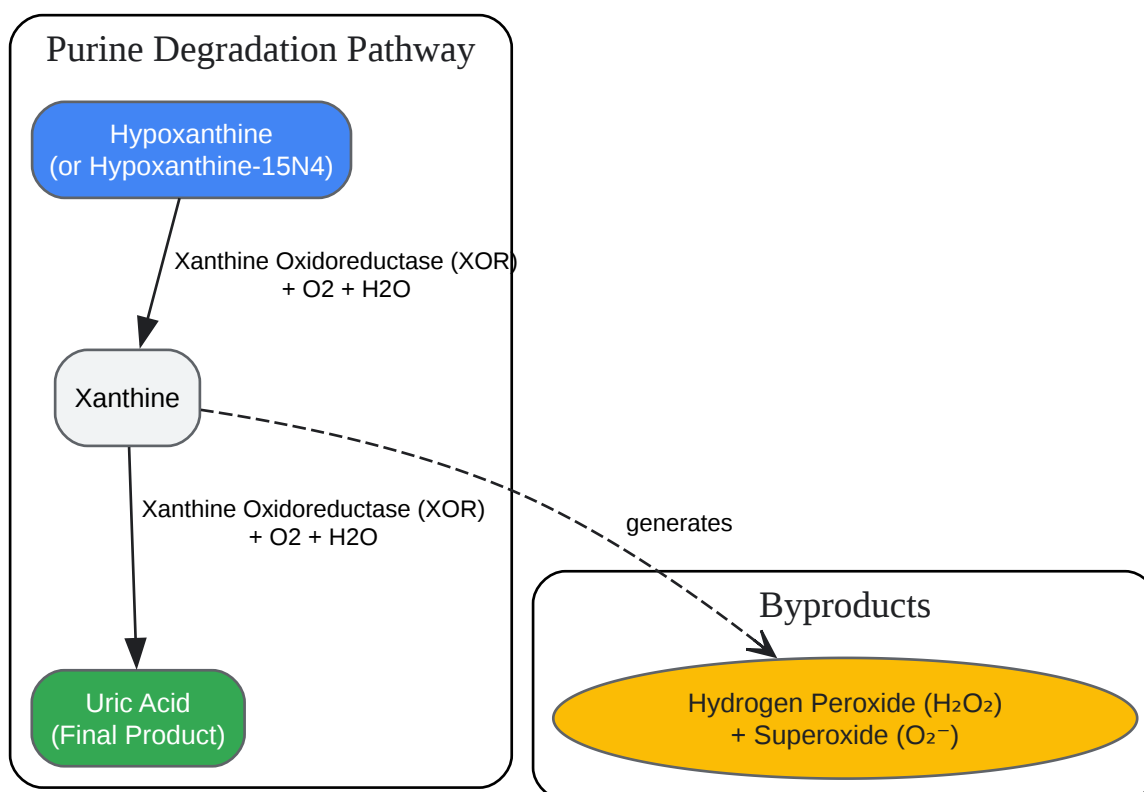 Purine Degradation Pathway
Hypoxanthine
(or Hypoxanthine-15N4)
Xanthine Oxidoreductase (XOR)
+ O2 + H2O
Xanthine
Xanthine Oxidoreductase (XOR)
+ O2 + H2O
generates
Uric Acid
(Final Product)
Byproducts
Hydrogen Peroxide (H₂O₂)
+ Superoxide (O₂⁻)